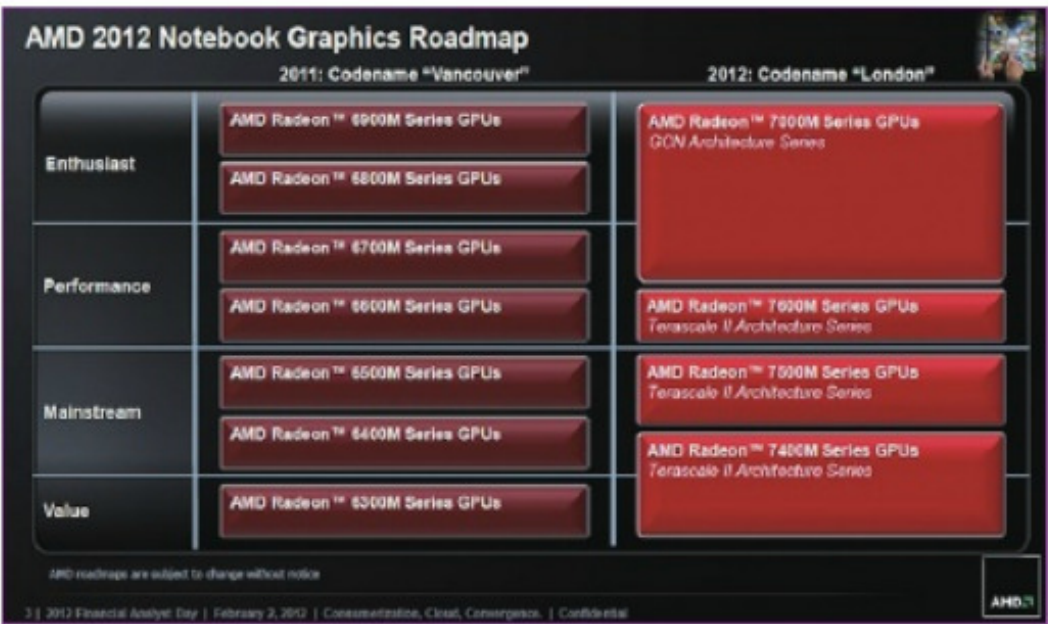 AMD 2012 Notebook Graphics Roadmap
2011: Codename “Vancouver”
2012: Codename “London”
Enthusiast
AMD Radeon™ 6900M Series GPUs
AMD Radeon™ 6800M Series GPUs
AMD Radeon™ 7000M Series GPUs
GCN Architecture Series
Performance
AMD Radeon™ 6700M Series GPUs
AMD Radeon™ 6600M Series GPUs
AMD Radeon™ 7600M Series GPUs
Terascale II Architecture Series
Mainstream
AMD Radeon™ 6500M Series GPUs
AMD Radeon™ 6400M Series GPUs
AMD Radeon™ 7500M Series GPUs
Terascale II Architecture Series
AMD Radeon™ 7400M Series GPUs
Terascale II Architecture Series
Value
AMD Radeon™ 6300M Series GPUs
AMD roadmaps are subject to change without notice
3 | 2012 Financial Analyst Day | February 2, 2012 | Consumerization, Cloud, Convergence. | Confidential
AMD